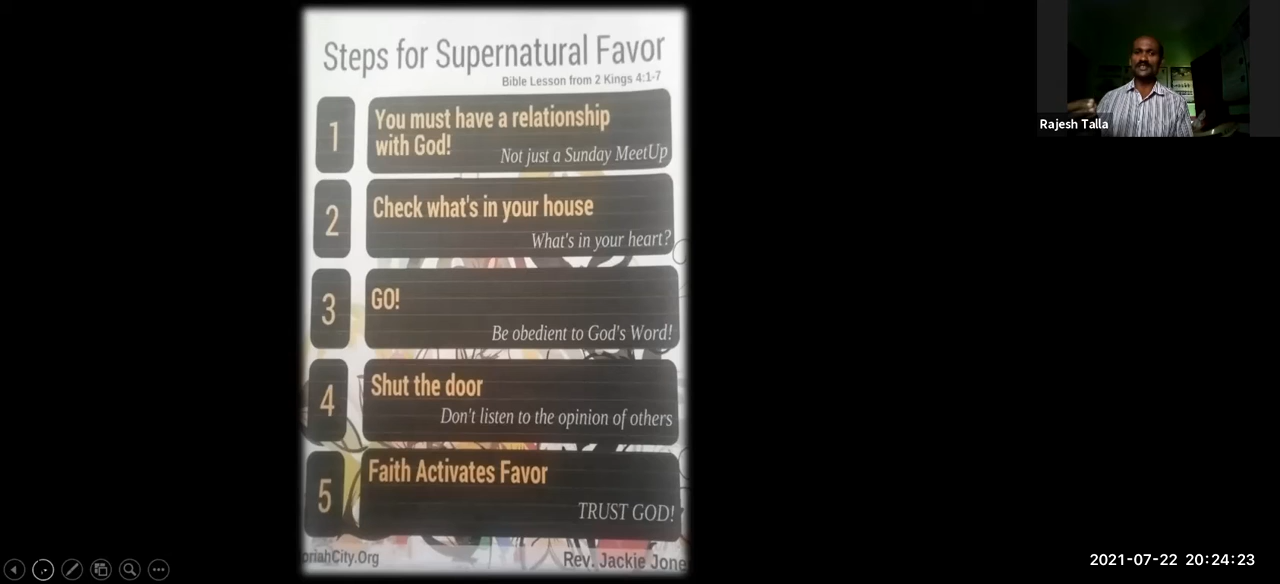 Steps for Supernatural Favor
Bible Lesson from 2 Kings 4:1-7
1
You must have a relationship
with God!
Not just a Sunday MeetUp
2
Check what's in your house
What's in your heart?
3
GO!
Be obedient to God's Word!
4
Shut the door
Don't listen to the opinion of others
5
Faith Activates Favor
TRUST GOD!
oriahCity.Org
Rev. Jackie Jone
Rajesh Talla
2021-07-22 20:24:23